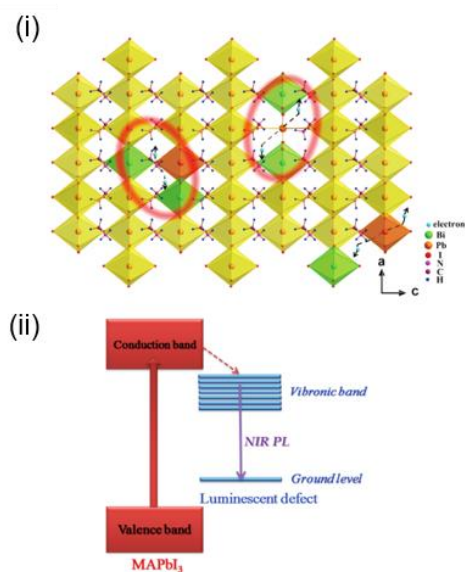 (i)
electron
Bi
Pb
I
N
C
H
a
c
(ii)
Conduction band
Vibronic band
NIR PL
Ground level
Luminescent defect
Valence band
MAPbI₃